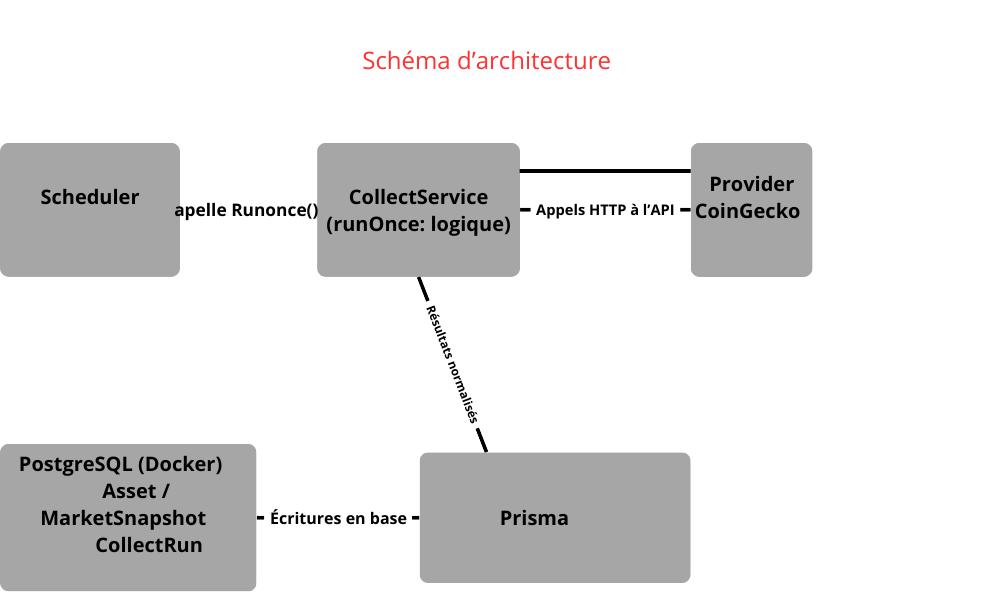 Schéma d’architecture
Scheduler
apelle Runonce()
CollectService
(runOnce: logique)
Appels HTTP à l’API
Provider
CoinGecko
Résultats normalisés
PostgreSQL (Docker)
Asset /
MarketSnapshot
CollectRun
Écritures en base
Prisma